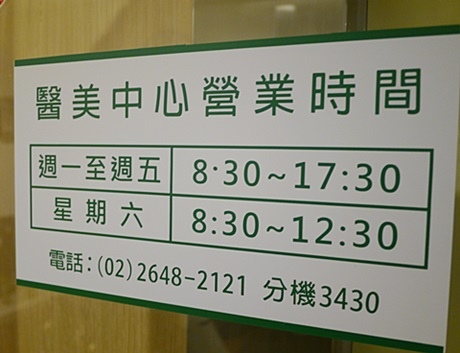 醫美中心營業時間
週一至週五 8:30~17:30
星期六 8:30~12:30
電話：(02)2648-2121 分機3430